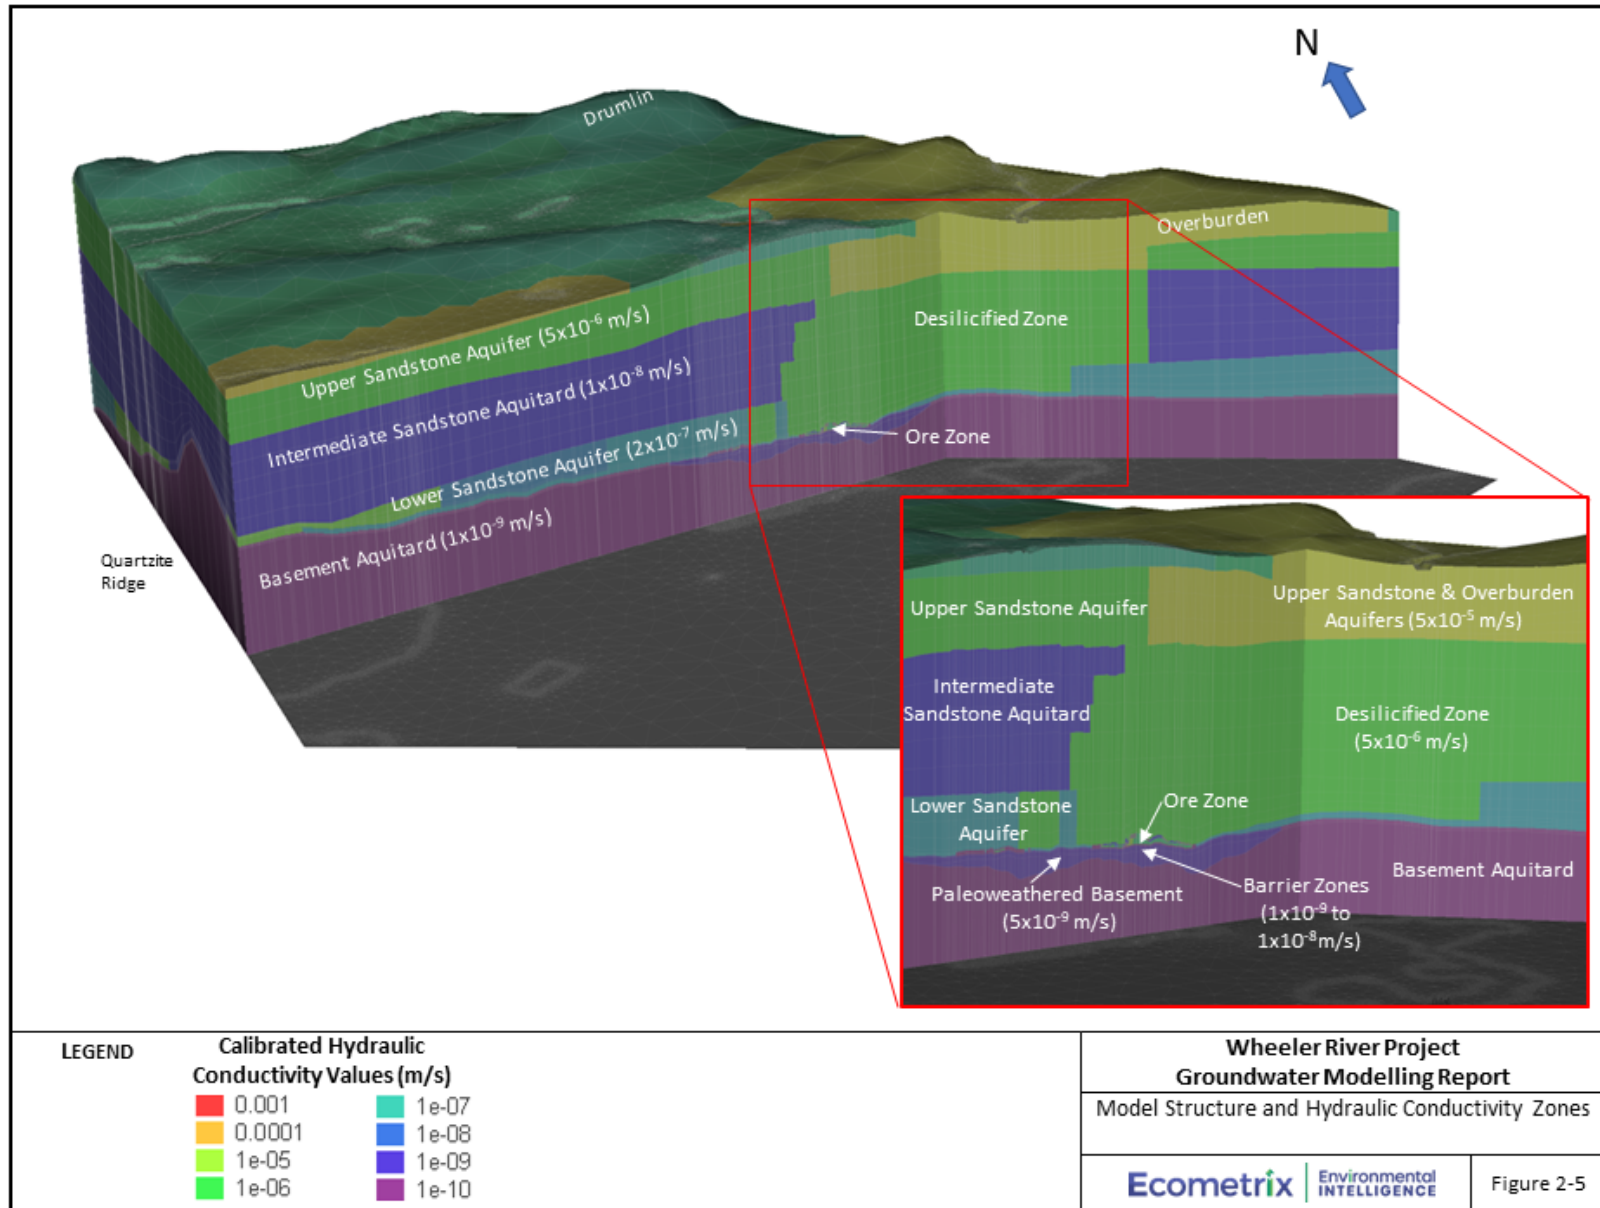 N
Drumlin
Overburden
Upper Sandstone Aquifer (5x10⁻⁶ m/s)
Desilicified Zone
Intermediate Sandstone Aquitard (1x10⁻⁸ m/s)
Ore Zone
Lower Sandstone Aquifer (2x10⁻⁷ m/s)
Basement Aquitard (1x10⁻⁹ m/s)
Quartzite
Ridge
Upper Sandstone Aquifer
Upper Sandstone & Overburden
Aquifers (5x10⁻⁵ m/s)
Intermediate
Sandstone Aquitard
Desilicified Zone
(5x10⁻⁶ m/s)
Lower Sandstone
Aquifer
Ore Zone
Paleoweathered Basement
(5x10⁻⁹ m/s)
Barrier Zones
(1x10⁻⁹ to
1x10⁻⁸ m/s)
Basement Aquitard
LEGEND
Calibrated Hydraulic
Conductivity Values (m/s)
0.001
0.0001
1e-05
1e-06
1e-07
1e-08
1e-09
1e-10
Wheeler River Project
Groundwater Modelling Report
Model Structure and Hydraulic Conductivity Zones
Ecometrix
Environmental
INTELLIGENCE
Figure 2-5